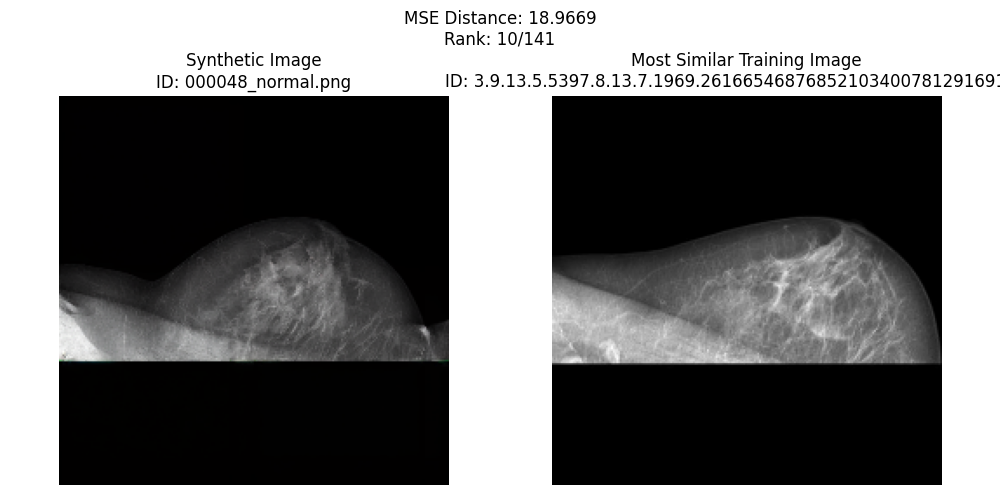 MSE Distance: 18.9669
Rank: 10/141
Synthetic Image
ID: 000048_normal.png
Most Similar Training Image
ID: 3.9.13.5.5397.8.13.7.1969.26166546876852103400781291691